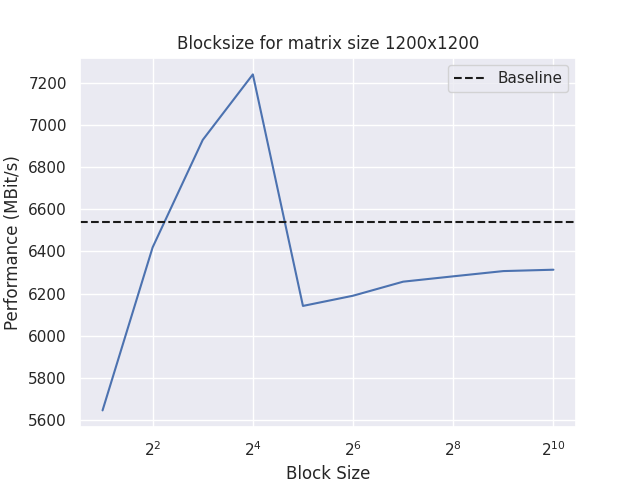 Blocksize for matrix size 1200x1200
Baseline
Performance (MBit/s)
7200
7000
6800
6600
6400
6200
6000
5800
5600
2² 2⁴ 2⁶ 2⁸ 2¹⁰
Block Size